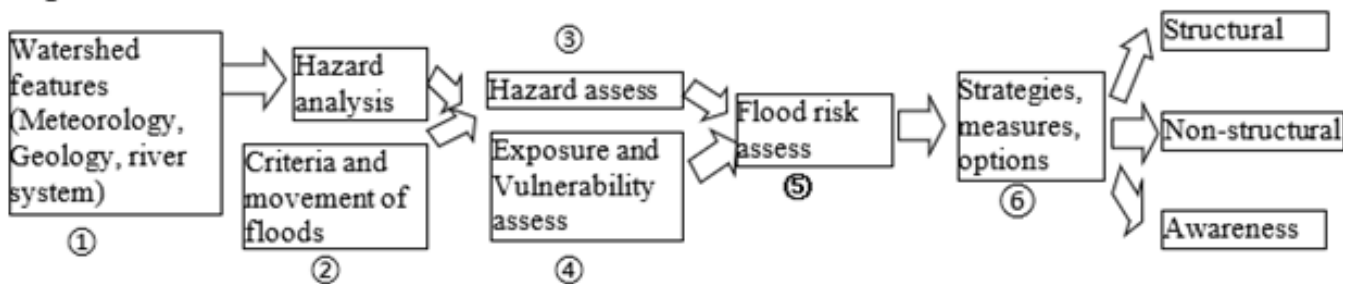 Watershed
features
(Meteorology,
Geology, river
system)
①
Hazard
analysis
Criteria and
movement of
floods
②
③
Hazard assess
Exposure and
Vulnerability
assess
④
Flood risk
assess
⑤
Strategies,
measures,
options
⑥
Structural
Non-structural
Awareness